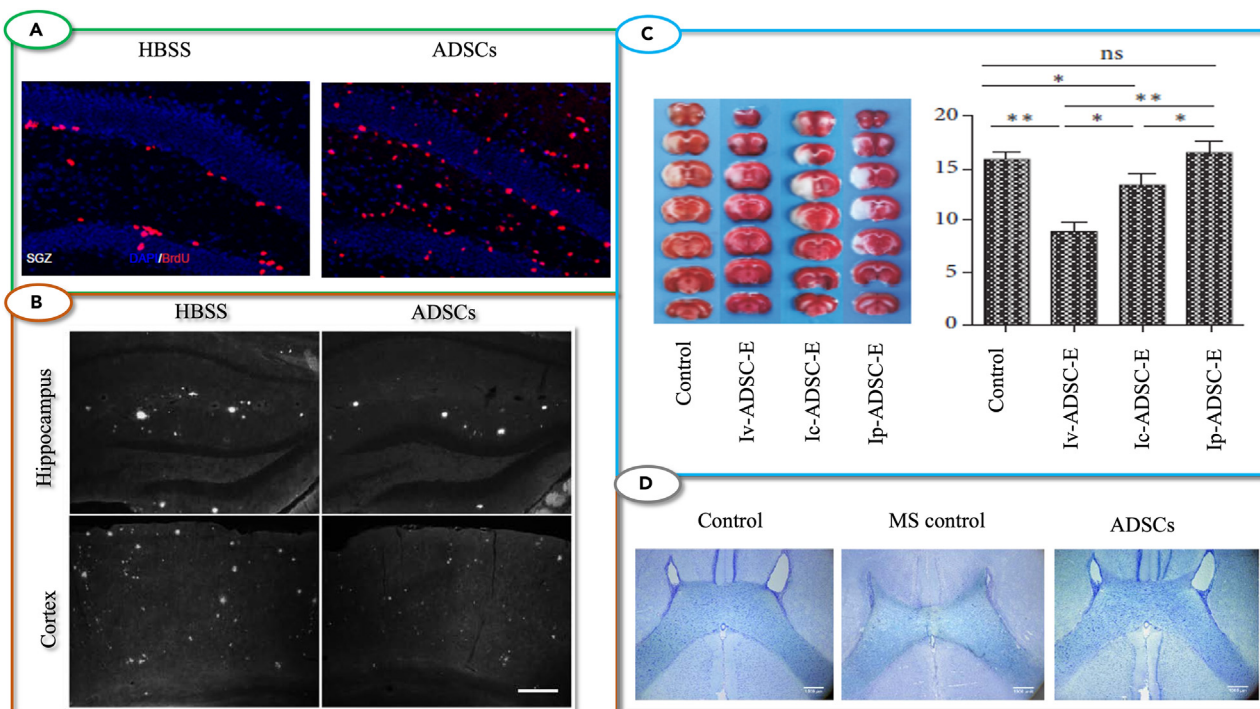 A
HBSS
ADSCs
SGZ
DAPI/BrdU
B
HBSS
ADSCs
Hippocampus
Cortex
C
Control
Iv-ADSC-E
Ic-ADSC-E
Ip-ADSC-E
ns
*
**
** * *
20
15
10
5
0
Control
Iv-ADSC-E
Ic-ADSC-E
Ip-ADSC-E
D
Control
MS control
ADSCs